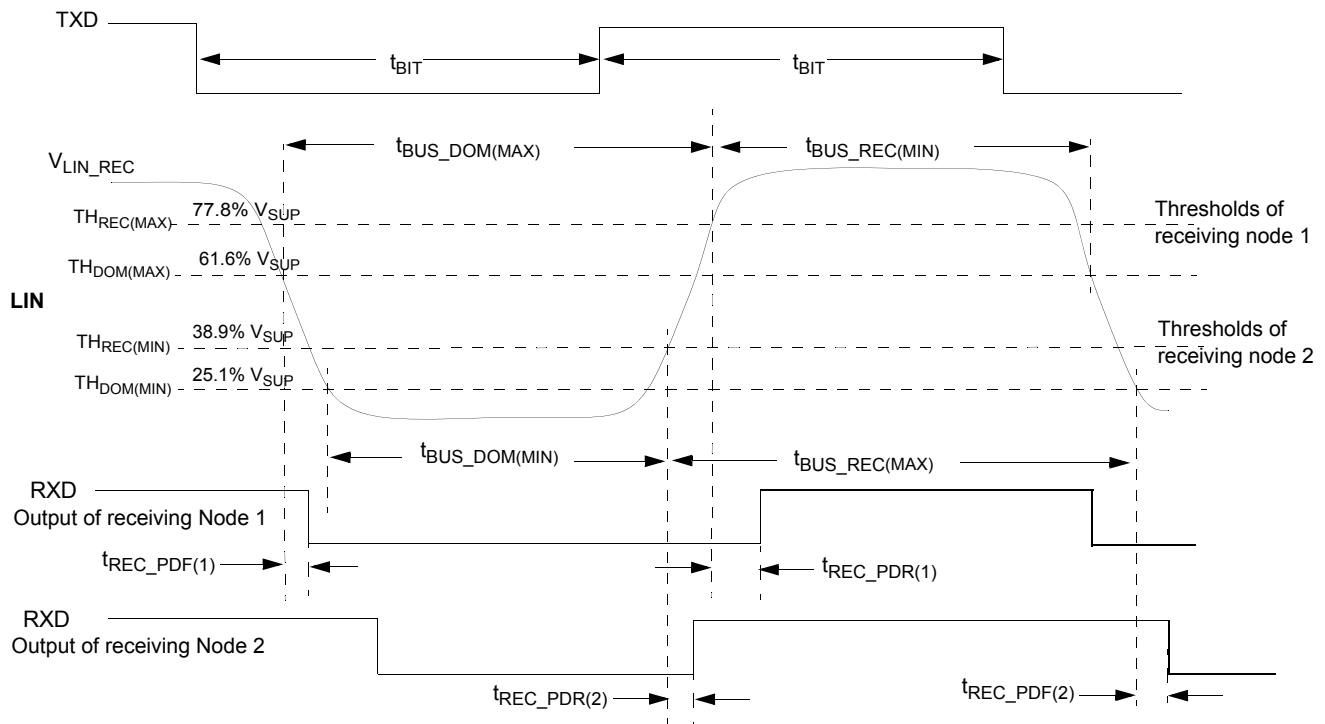 TXD
tBIT
tBIT
tBUS_DOM(MAX)
tBUS_REC(MIN)
VLIN_REC
THREC(MAX) 77.8% VSUP
Thresholds of
receiving node 1
THDOM(MAX) 61.6% VSUP
LIN
THREC(MIN) 38.9% VSUP
Thresholds of
receiving node 2
THDOM(MIN) 25.1% VSUP
tBUS_DOM(MIN)
tBUS_REC(MAX)
RXD
Output of receiving Node 1
tREC_PDF(1)
tREC_PDR(1)
RXD
Output of receiving Node 2
tREC_PDR(2)
tREC_PDF(2)